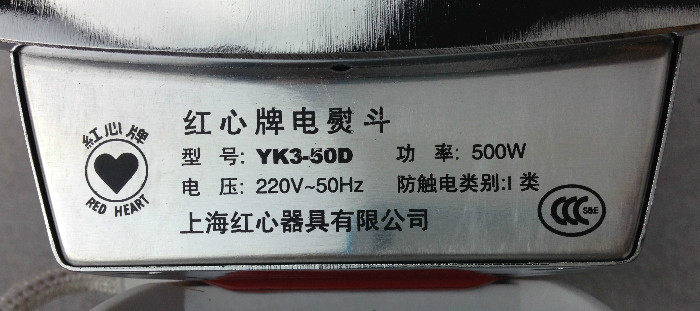 紅心牌
RED HEART
红心牌电熨斗
型 号: YK3-50D 功 率: 500W
电 压: 220V~50Hz 防触电类别:I 类
上海红心器具有限公司
CCC S&E